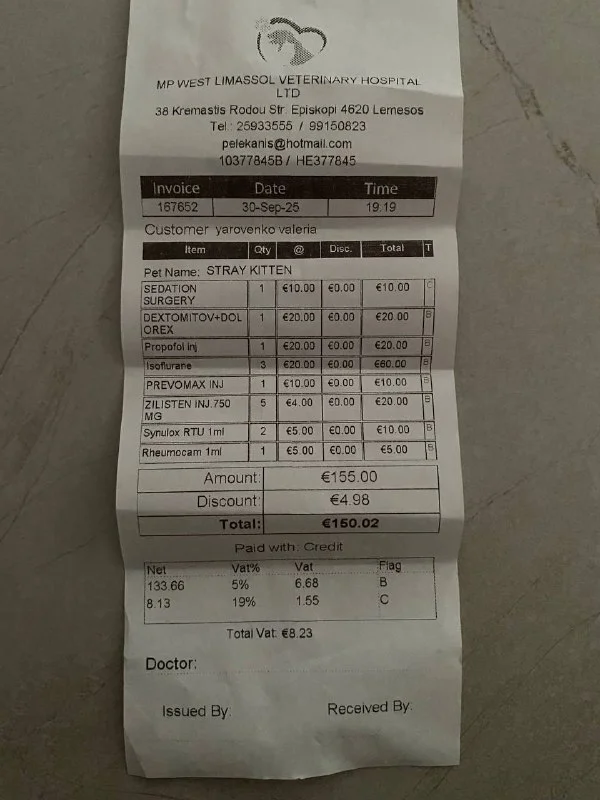 MP WEST LIMASSOL VETERINARY HOSPITAL
LTD
38 Kremastis Rodou Str. Episkopi 4620 Lemesos
Tel.: 25933555 / 99150823
pelekanis@hotmail.com
10377845B / HE377845
Invoice Date Time
167652 30-Sep-25 19:19
Customer yarovenko valeria
Item Qty @ Disc. Total T
Pet Name: STRAY KITTEN
SEDATION 1 €10.00 €0.00 €10.00 C
SURGERY
DEXTOMITOV+DOL 1 €20.00 €0.00 €20.00 B
OREX
Propofol inj 1 €20.00 €0.00 €20.00 B
Isoflurane 3 €20.00 €0.00 €60.00 B
PREVOMAX INJ 1 €10.00 €0.00 €10.00 B
ZILISTEN INJ.750 5 €4.00 €0.00 €20.00 B
MG
Synulox RTU 1ml 2 €5.00 €0.00 €10.00 B
Rheumocam 1ml 1 €5.00 €0.00 €5.00 B
Amount: €155.00
Discount: €4.98
Total: €150.02
Paid with: Credit
Net Vat% Vat Flag
133.66 5% 6.68 B
8.13 19% 1.55 C
Total Vat: €8.23
Doctor:
Issued By: Received By: